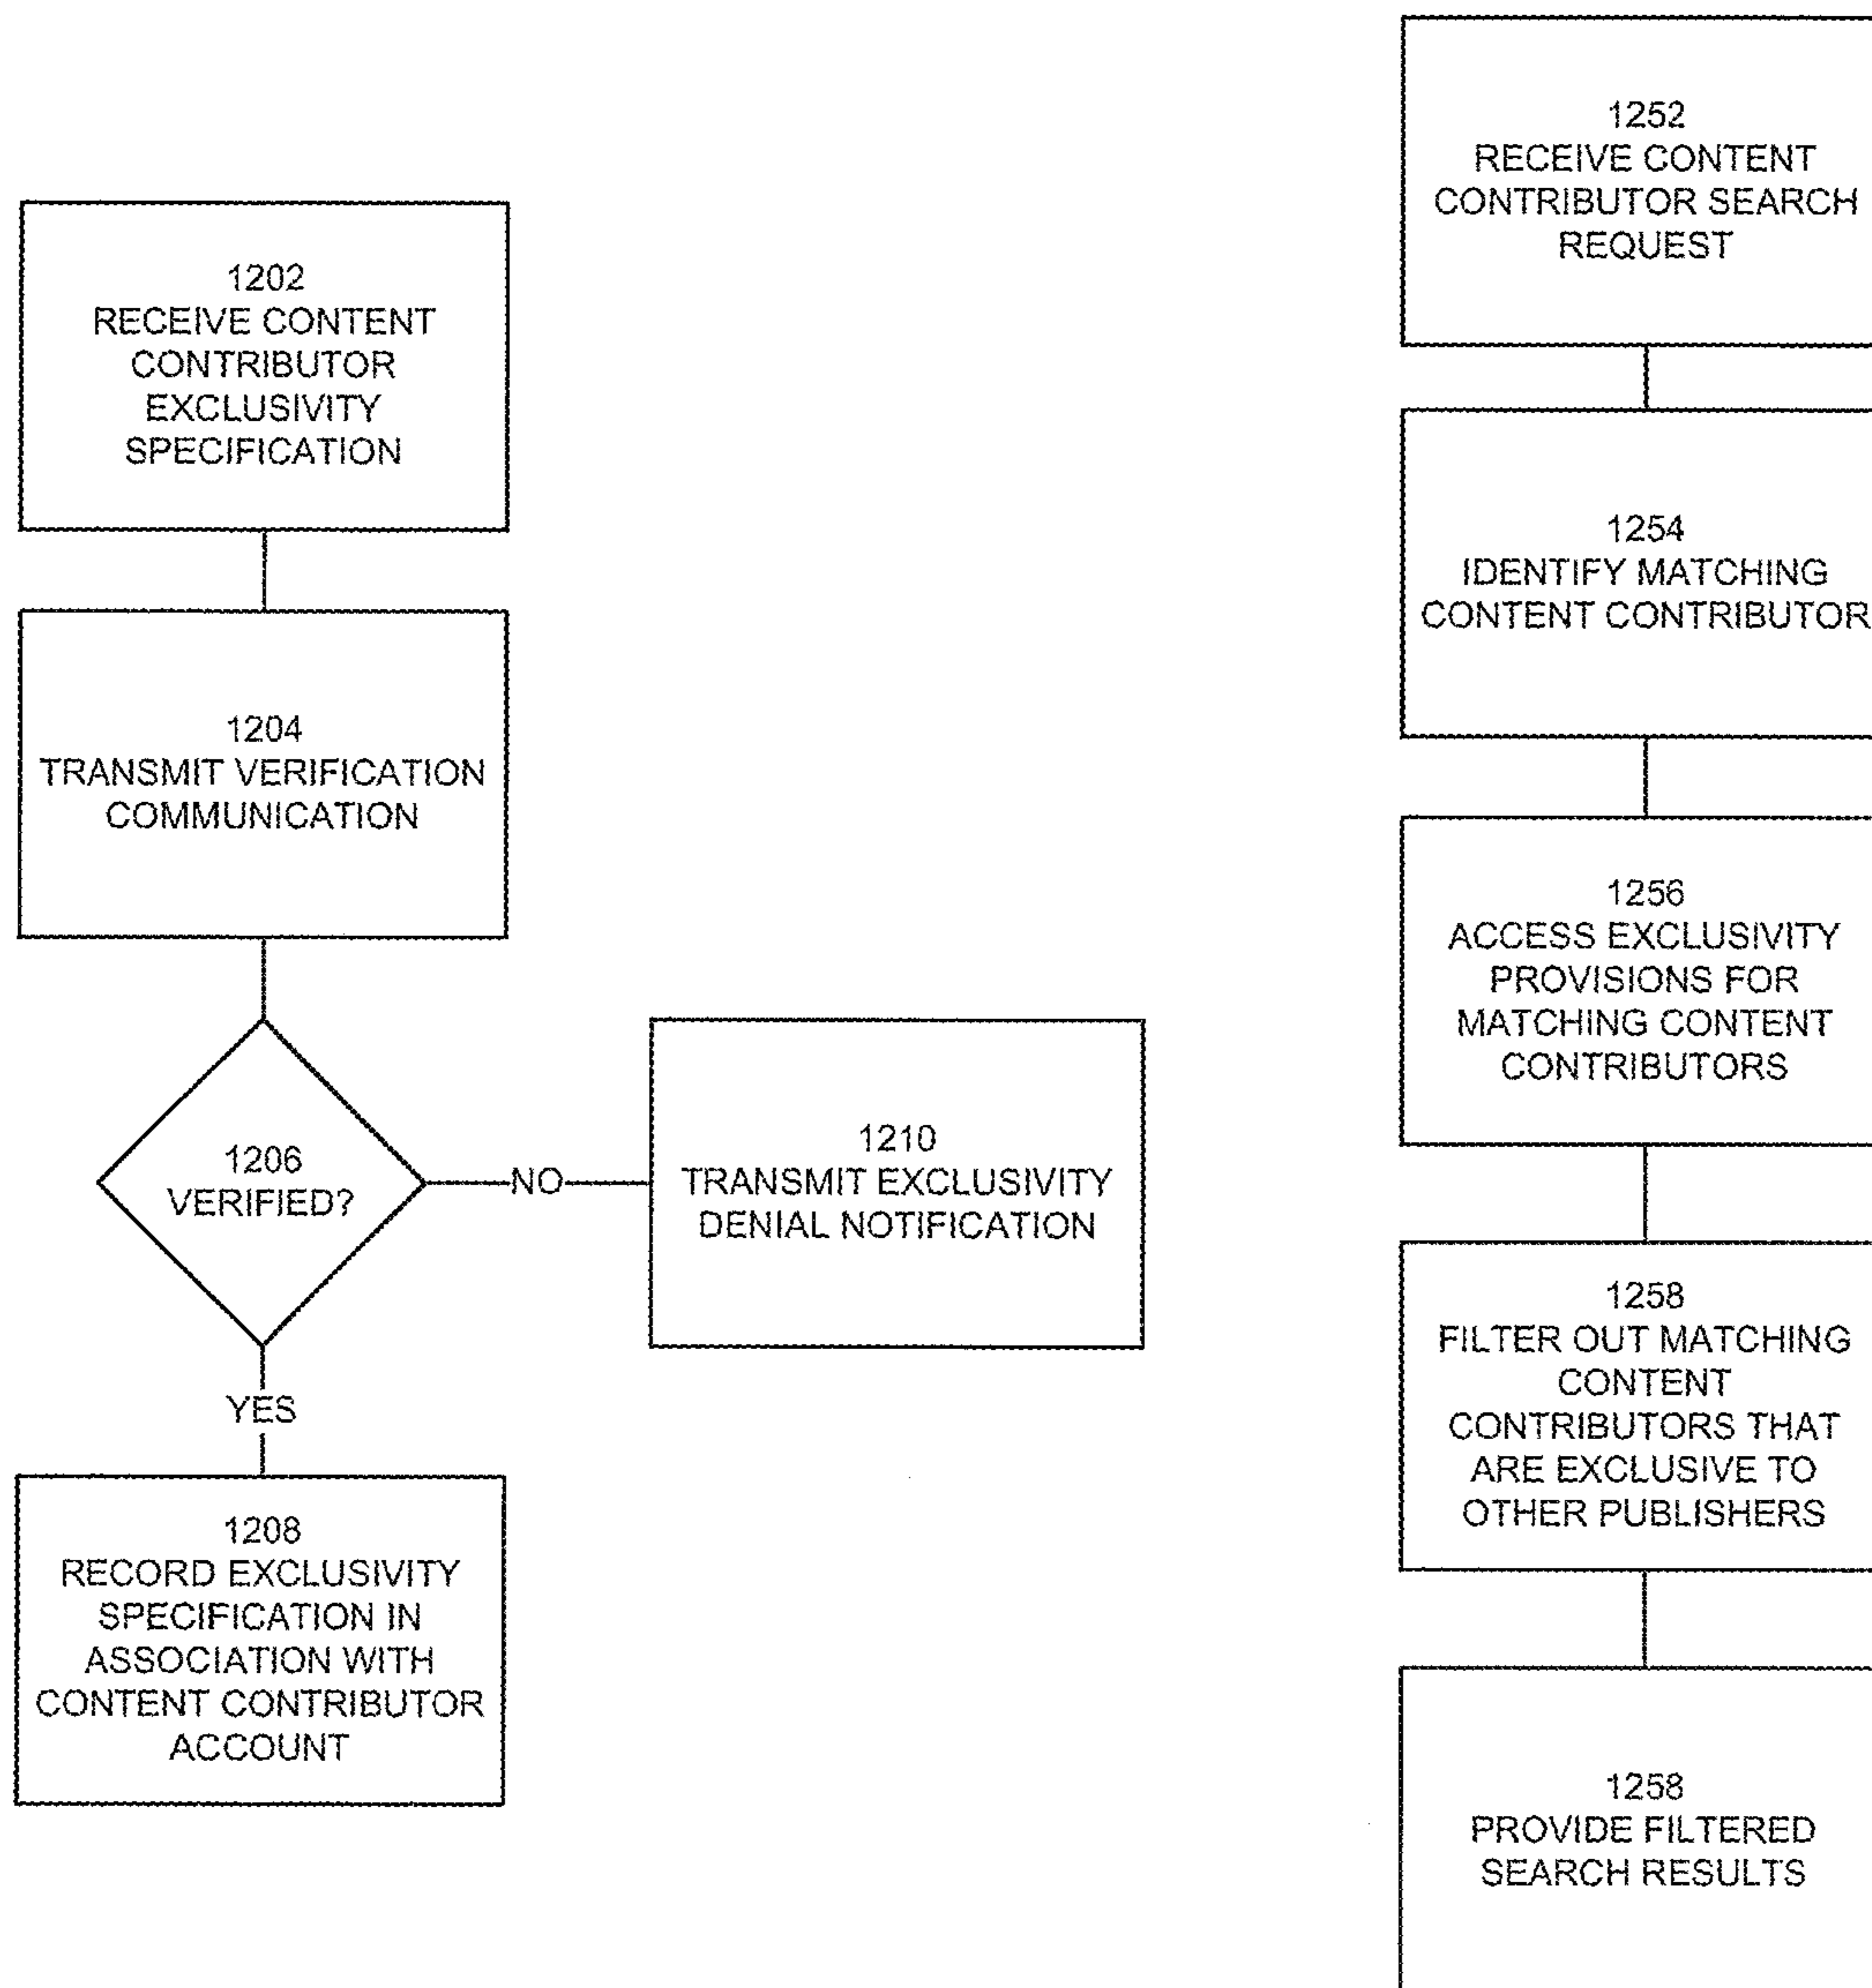 1202
RECEIVE CONTENT
CONTRIBUTOR
EXCLUSIVITY
SPECIFICATION
1204
TRANSMIT VERIFICATION
COMMUNICATION
1206
VERIFIED?
NO
1210
TRANSMIT EXCLUSIVITY
DENIAL NOTIFICATION
YES
1208
RECORD EXCLUSIVITY
SPECIFICATION IN
ASSOCIATION WITH
CONTENT CONTRIBUTOR
ACCOUNT
1252
RECEIVE CONTENT
CONTRIBUTOR SEARCH
REQUEST
1254
IDENTIFY MATCHING
CONTENT CONTRIBUTOR
1256
ACCESS EXCLUSIVITY
PROVISIONS FOR
MATCHING CONTENT
CONTRIBUTORS
1258
FILTER OUT MATCHING
CONTENT
CONTRIBUTORS THAT
ARE EXCLUSIVE TO
OTHER PUBLISHERS
1258
PROVIDE FILTERED
SEARCH RESULTS